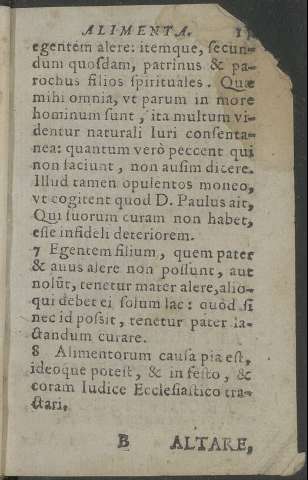 ALIMENTA.
egentem alere: itemque, secun-
dum quosdam, patrinus & pa-
rochus filios spirituales. Quæ
mihi omnia, vt parum in more
hominum sunt, ita multum vi-
dentur naturali Iuri consenta-
nea: quantum verò peccent qui
non faciunt, non ausim dicere.
Illud tamen opulentos moneo,
vt cogitent quod D. Paulus ait,
Qui suorum curam non habet,
esse infideli deteriorem.
7 Egentem filium, quem pater
& auus alere non possunt, aut
nolūt, tenetur mater alere, alio-
qui debet ei solum lac: quòd si
nec id possit, tenetur pater la-
ctandum curare.
8 Alimentorum causa pia est,
ideoque potest, & in festo, &
coram Iudice Ecclesiastico tra-
ctari.
B ALTARE,